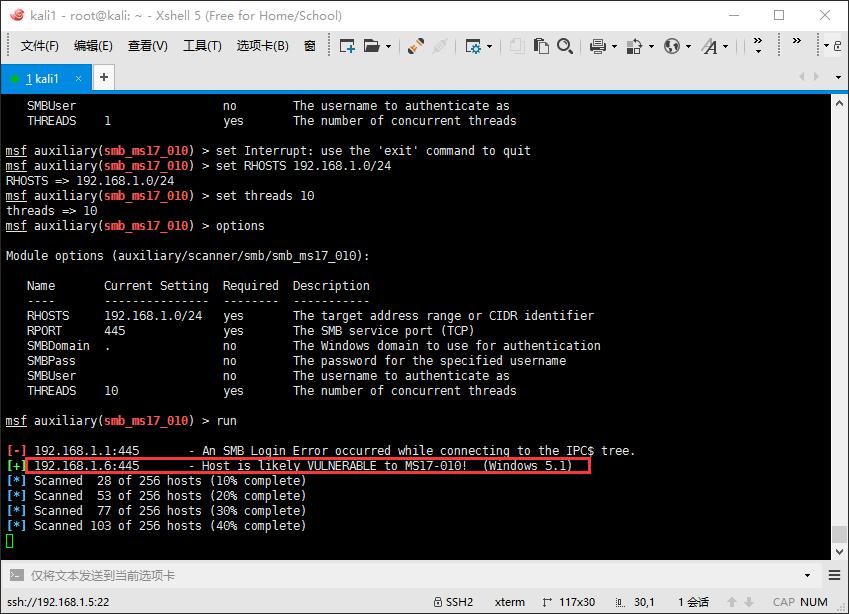 kali1 - root@kali: ~ - Xshell 5 (Free for Home/School)
文件(F) 编辑(E) 查看(V) 工具(T) 选项卡(B) 窗
1 kali1
SMBUser no The username to authenticate as
THREADS 1 yes The number of concurrent threads
msf auxiliary(smb_ms17_010) > set Interrupt: use the 'exit' command to quit
msf auxiliary(smb_ms17_010) > set RHOSTS 192.168.1.0/24
RHOSTS => 192.168.1.0/24
msf auxiliary(smb_ms17_010) > set threads 10
threads => 10
msf auxiliary(smb_ms17_010) > options
Module options (auxiliary/scanner/smb/smb_ms17_010):
Name Current Setting Required Description
---- --------------- -------- -----------
RHOSTS 192.168.1.0/24 yes The target address range or CIDR identifier
RPORT 445 yes The SMB service port (TCP)
SMBDomain . no The Windows domain to use for authentication
SMBPass no The password for the specified username
SMBUser no The username to authenticate as
THREADS 10 yes The number of concurrent threads
msf auxiliary(smb_ms17_010) > run
[-] 192.168.1.1:445 - An SMB Login Error occurred while connecting to the IPC$ tree.
[+] 192.168.1.6:445 - Host is likely VULNERABLE to MS17-010! (Windows 5.1)
[*] Scanned 28 of 256 hosts (10% complete)
[*] Scanned 53 of 256 hosts (20% complete)
[*] Scanned 77 of 256 hosts (30% complete)
[*] Scanned 103 of 256 hosts (40% complete)
仅将文本发送到当前选项卡
ssh://192.168.1.5:22 SSH2 xterm 117x30 30,1 1 会话 CAP NUM